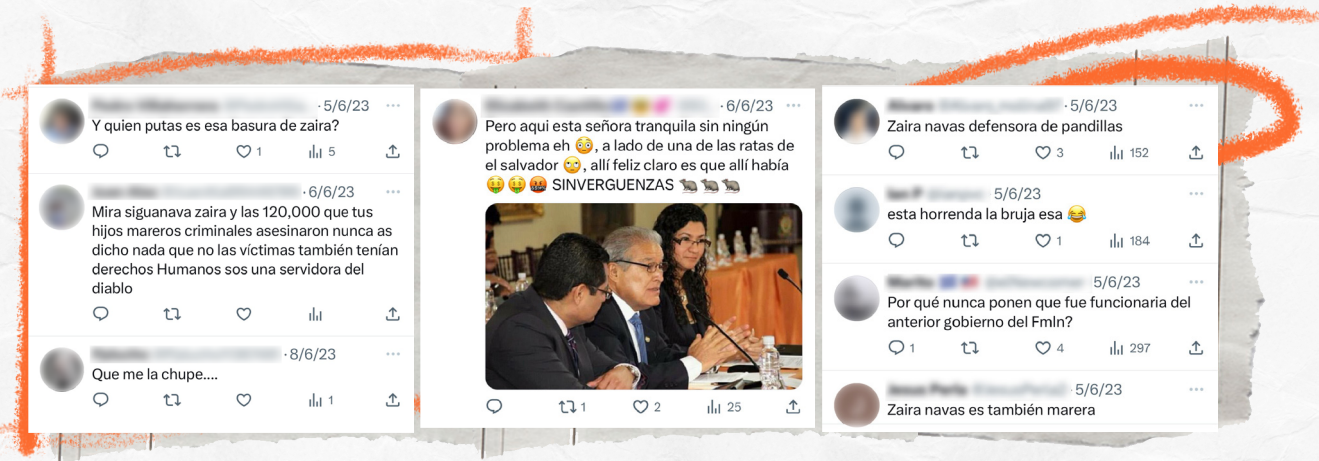 · 5/6/23
Y quien putas es esa basura de zaira?
1
5
· 6/6/23
Mira siguanava zaira y las 120,000 que tus
hijos mareros criminales asesinaron nunca as
dicho nada que no las víctimas también tenían
derechos Humanos sos una servidora del
diablo
· 8/6/23
Que me la chupe....
1
· 6/6/23
Pero aqui esta señora tranquila sin ningún
problema eh 😳, a lado de una de las ratas de
el salvador 🙄, allí feliz claro es que allí había
🤑🤑🤬 SINVERGUENZAS 🐀🐀🐀
1
2
25
· 5/6/23
Zaira navas defensora de pandillas
3
152
5/6/23
esta horrenda la bruja esa 😂
1
184
5/6/23
Por qué nunca ponen que fue funcionaria del
anterior gobierno del Fmln?
1
4
297
· 5/6/23
Zaira navas es también marera